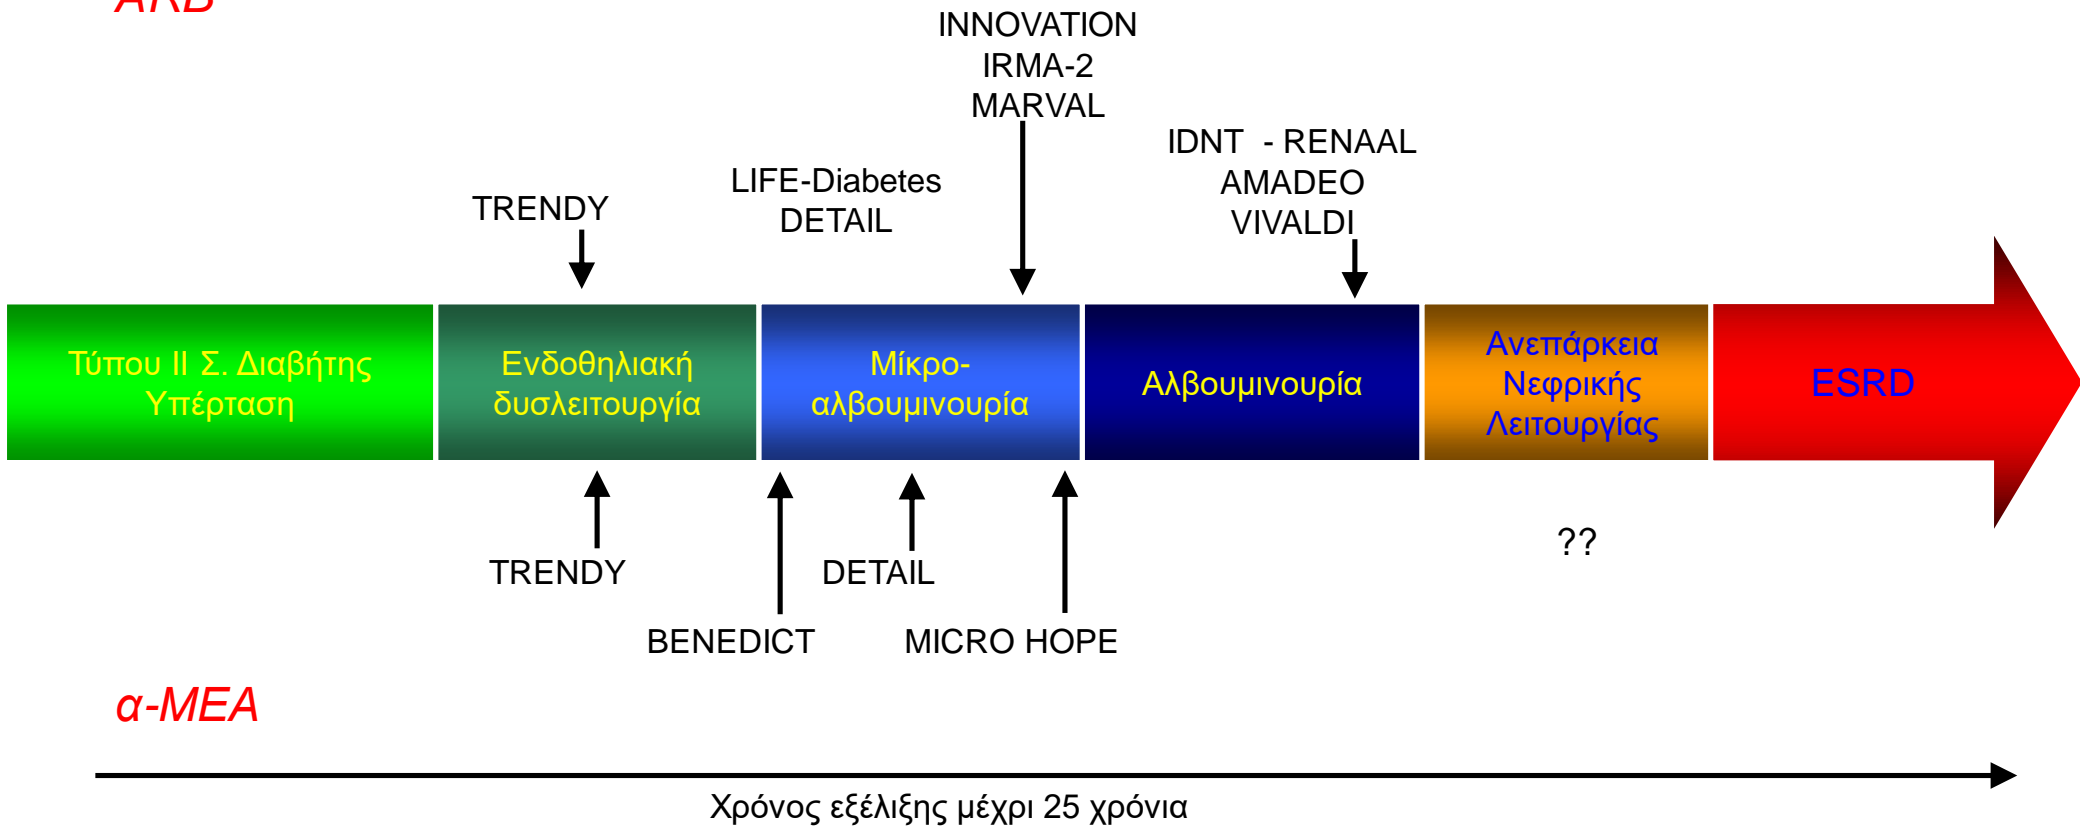 ARB
INNOVATION
IRMA-2
MARVAL
IDNT - RENAAL
AMADEO
VIVALDI
LIFE-Diabetes
DETAIL
TRENDY
Τύπου ΙΙ Σ. Διαβήτης
Υπέρταση
Ενδοθηλιακή
δυσλειτουργία
Μίκρο-
αλβουμινουρία
Αλβουμινουρία
Ανεπάρκεια
Νεφρικής
Λειτουργίας
ESRD
??
TRENDY
DETAIL
BENEDICT
MICRO HOPE
α-ΜΕΑ
Χρόνος εξέλιξης μέχρι 25 χρόνια